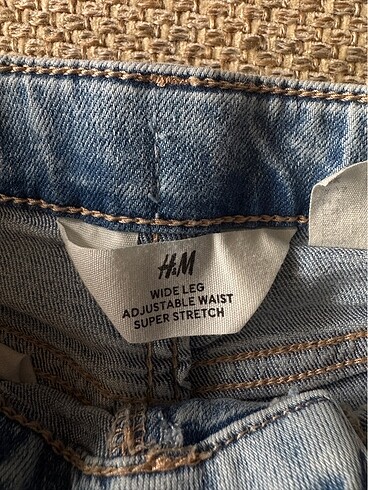 H&M
WIDE LEG
ADJUSTABLE WAIST
SUPER STRETCH